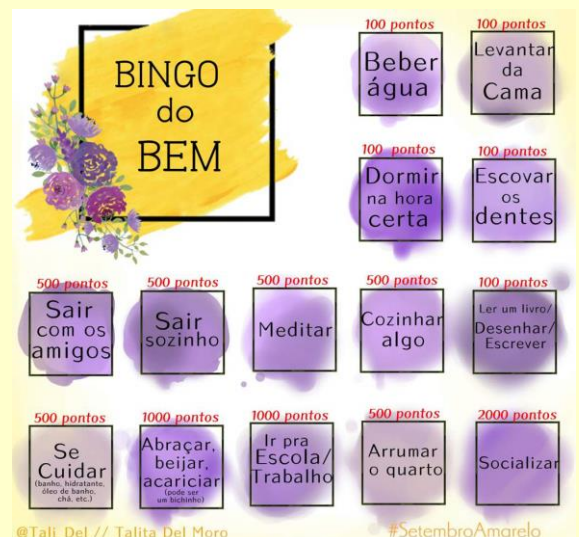 BINGO
do
BEM
100 pontos
Beber
água
100 pontos
Levantar
da
Cama
100 pontos
Dormir
na hora
certa
100 pontos
Escovar
os
dentes
500 pontos
Sair
com os
amigos
500 pontos
Sair
sozinho
500 pontos
Meditar
500 pontos
Cozinhar
algo
100 pontos
Ler um livro/
Desenhar/
Escrever
500 pontos
Se
Cuidar
(banho, hidratante,
óleo de banho,
chá, etc.)
1000 pontos
Abraçar,
beijar,
acariciar
(pode ser
um bichinho)
1000 pontos
Ir pra
Escola/
Trabalho
500 pontos
Arrumar
o quarto
2000 pontos
Socializar
@Tali_Del // Talita Del Moro
#SetembroAmarelo